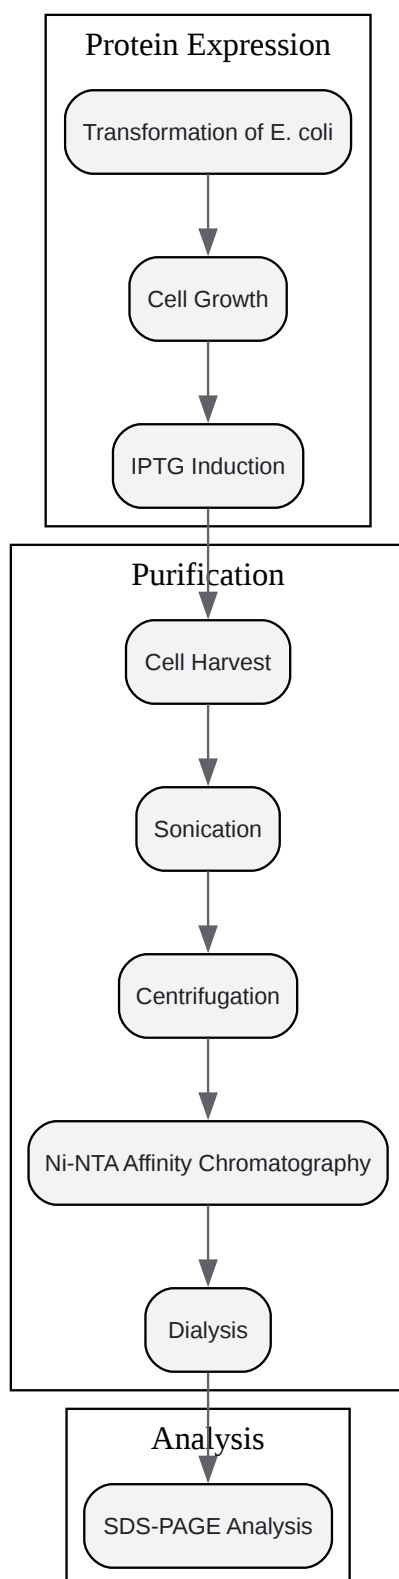 Protein Expression
Transformation of E. coli
Cell Growth
IPTG Induction
Purification
Cell Harvest
Sonication
Centrifugation
Ni-NTA Affinity Chromatography
Dialysis
Analysis
SDS-PAGE Analysis